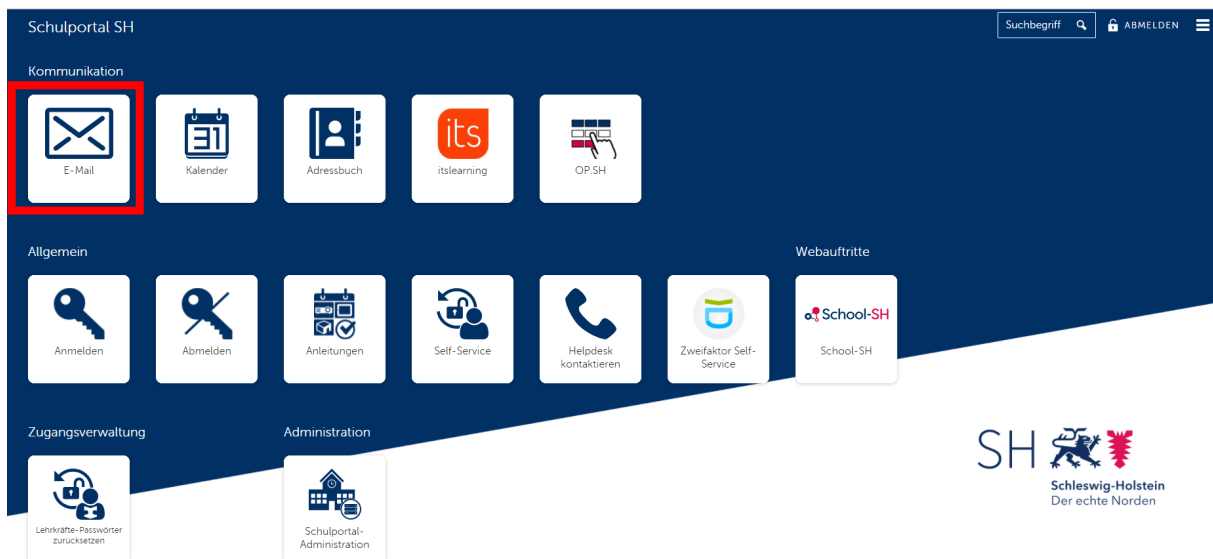 Schulportal SH
Suchbegriff
ABMELDEN
Kommunikation
31
its
E-Mail
Kalender
Adressbuch
itslearning
OP.SH
Allgemein
Webauftritte
School-SH
Anmelden
Abmelden
Anleitungen
Self-Service
Helpdesk
kontaktieren
Zweifaktor Self-
Service
School-SH
Zugangsverwaltung
Administration
Lehrkräfte-Passwörter
zurücksetzen
Schulportal-
Administration
SH
Schleswig-Holstein
Der echte Norden